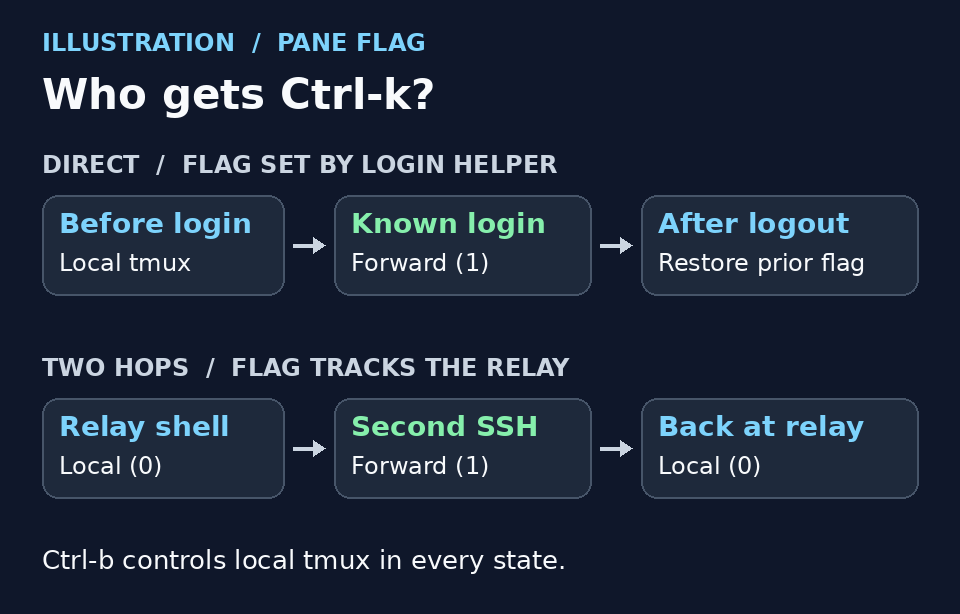 ILLUSTRATION / PANE FLAG
Who gets Ctrl-k?
DIRECT / FLAG SET BY LOGIN HELPER
Before login
Local tmux
Known login
Forward (1)
After logout
Restore prior flag
TWO HOPS / FLAG TRACKS THE RELAY
Relay shell
Local (0)
Second SSH
Forward (1)
Back at relay
Local (0)
Ctrl-b controls local tmux in every state.